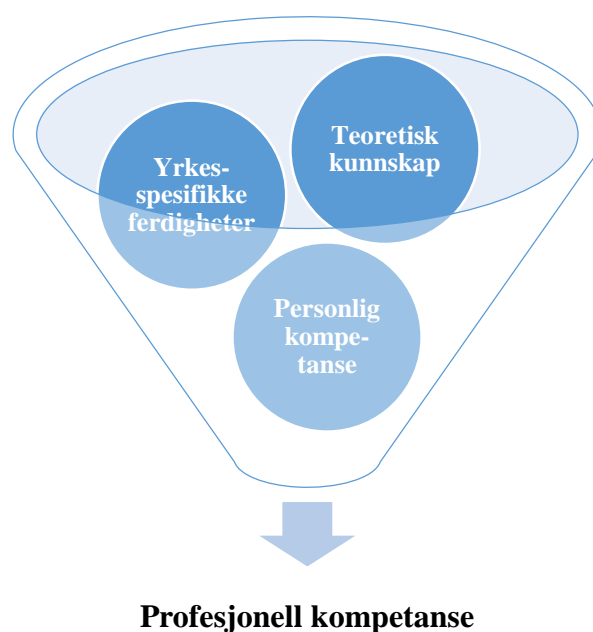 Teoretisk
kunnskap
Yrkes-
spesifikke
ferdigheter
Personlig
kompe-
tanse
Profesjonell kompetanse